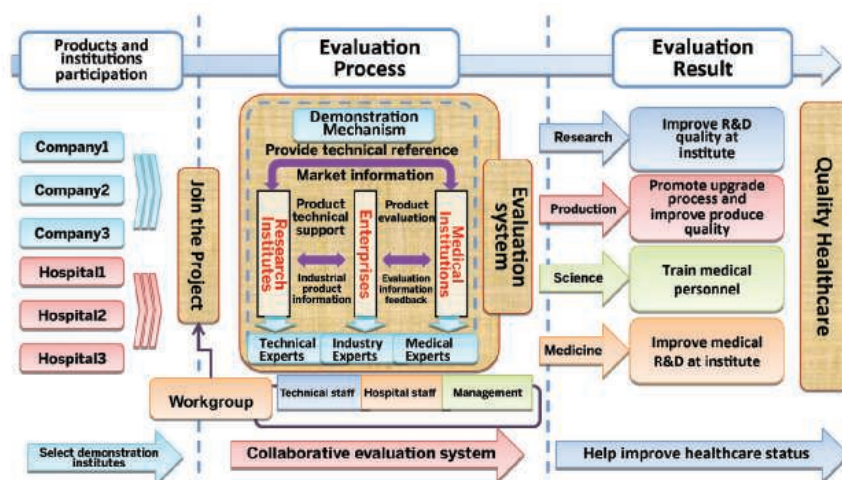 Products and
institutions
participation
Evaluation
Process
Evaluation
Result
Company1
Company2
Company3
Hospital1
Hospital2
Hospital3
Join the Project
Demonstration
Mechanism
Provide technical reference
Market information
Research
Institutes
Product
technical
support
Industrial
product
information
Enterprises
Product
evaluation
Evaluation
information
feedback
Medical
Institutions
Technical
Experts
Industry
Experts
Medical
Experts
Evaluation
system
Workgroup
Technical staff
Hospital staff
Management
Research
Improve R&D
quality at
institute
Production
Promote upgrade
process and
improve produce
quality
Science
Train medical
personnel
Medicine
Improve medical
R&D at institute
Quality Healthcare
Select demonstration
institutes
Collaborative evaluation system
Help improve healthcare status